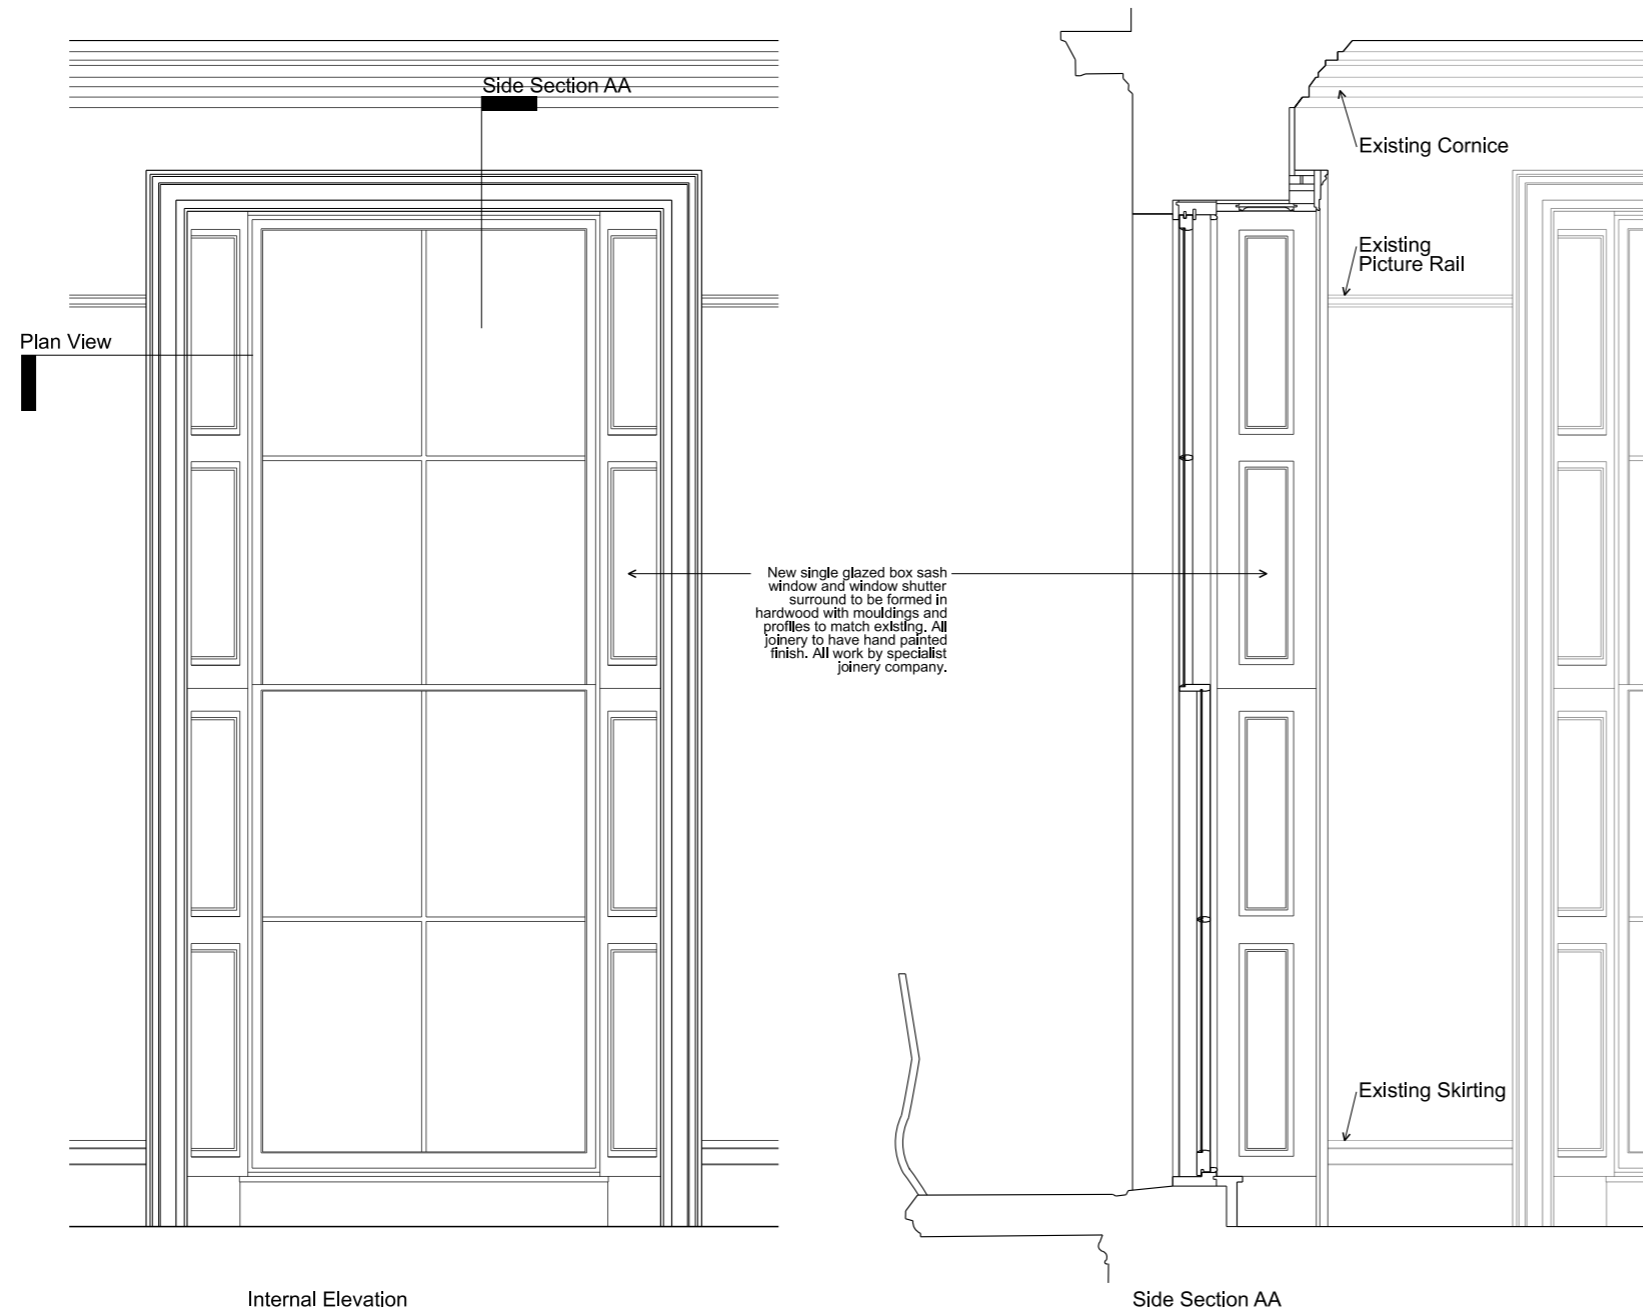 Side Section AA
Existing Cornice
Existing
Picture Rail
Plan View
New single glazed box sash
window and window shutter
surround to be formed in
hardwood with mouldings and
profiles to match existing. All
joinery to have hand painted
finish. All work by specialist
joinery company.
Existing Skirting
Internal Elevation
Side Section AA